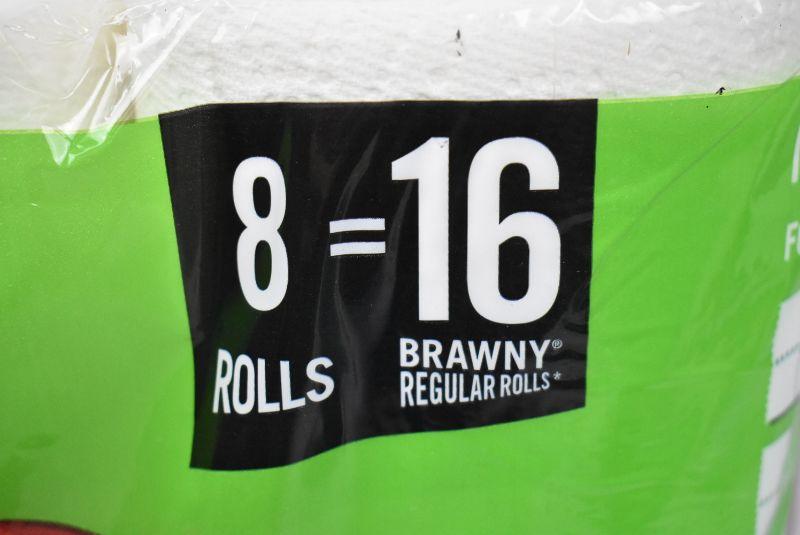 8 = 16
ROLLS
BRAWNY®
REGULAR ROLLS*